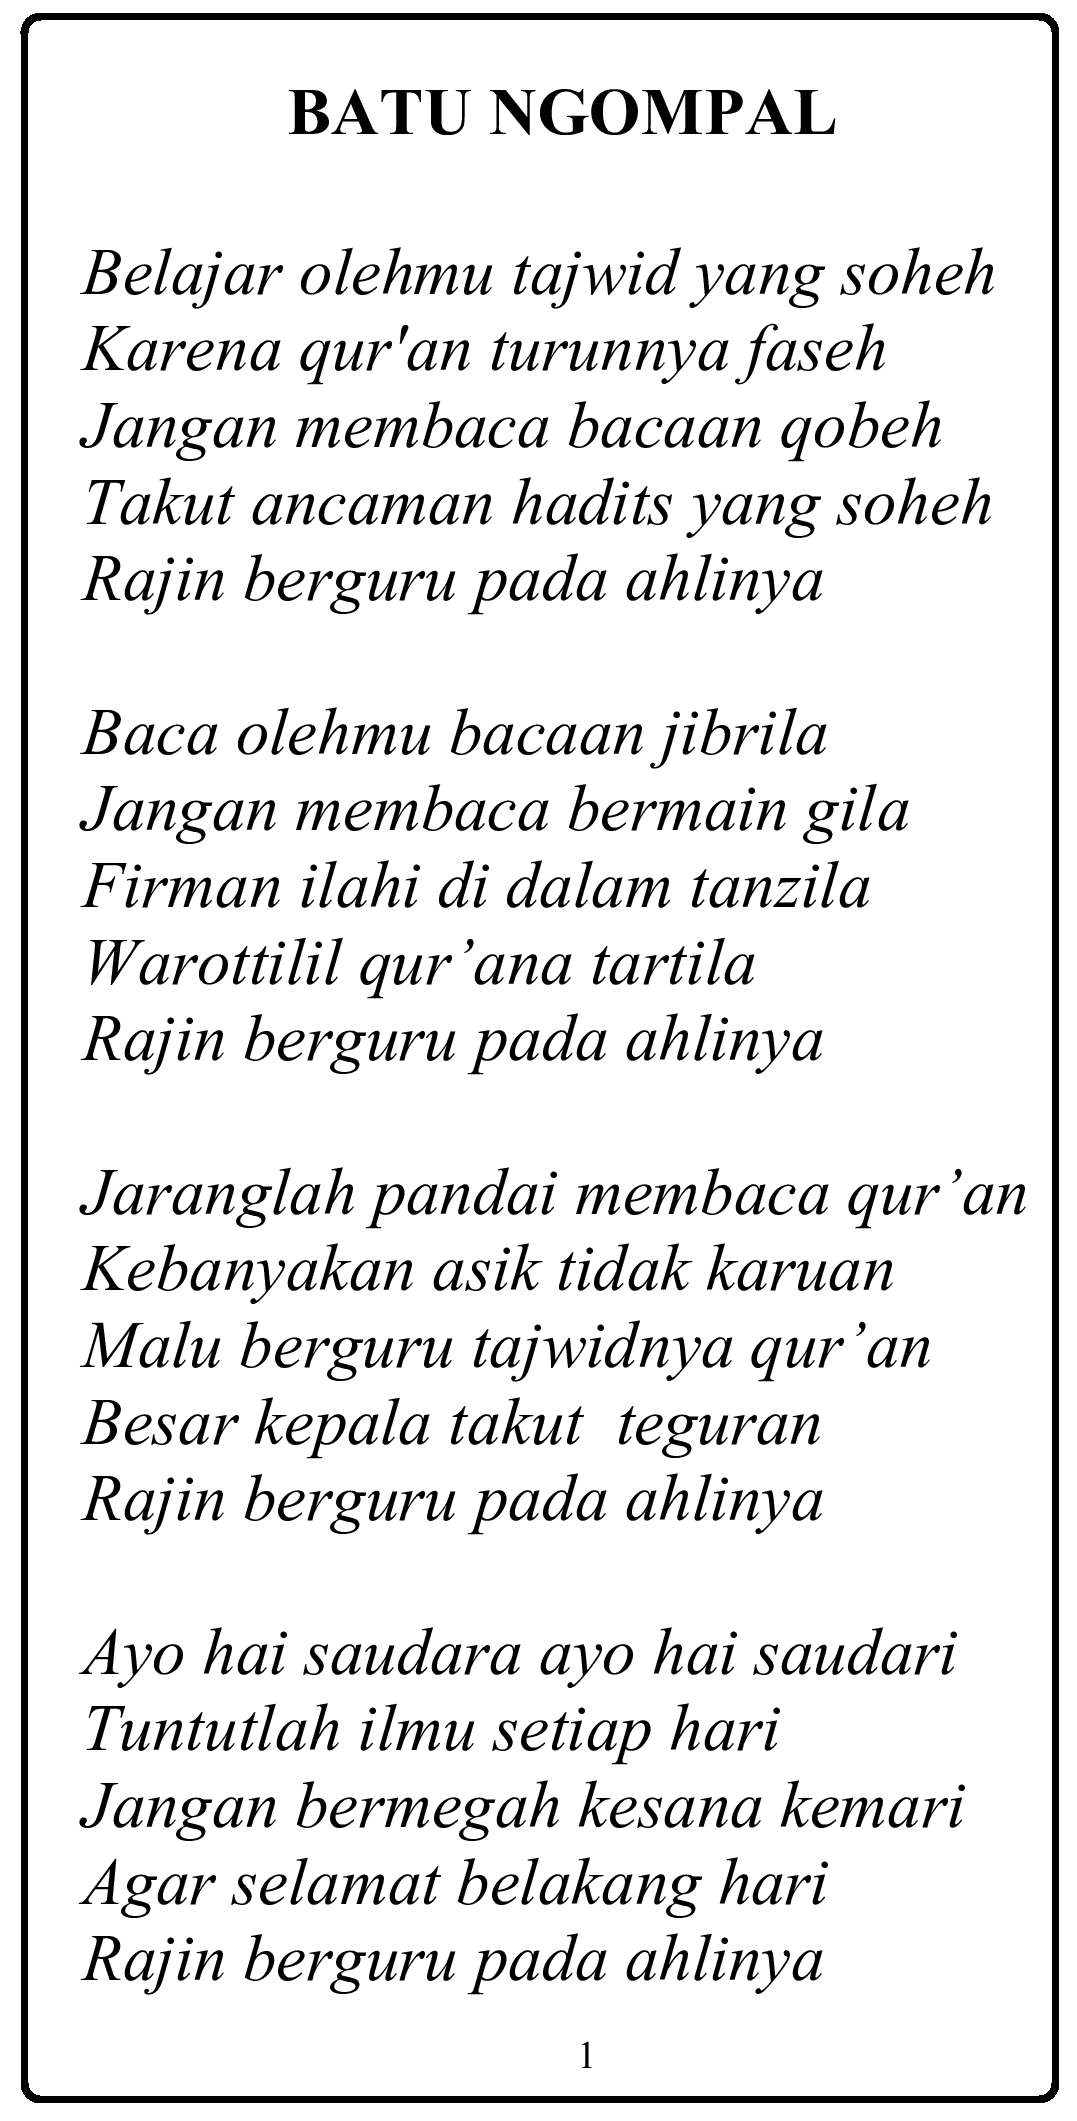 BATU NGOMPAL
Belajar olehmu tajwid yang soheh
Karena qur'an turunnya faseh
Jangan membaca bacaan qobeh
Takut ancaman hadits yang soheh
Rajin berguru pada ahlinya
Baca olehmu bacaan jibrila
Jangan membaca bermain gila
Firman ilahi di dalam tanzila
Warottilil qur’ana tartila
Rajin berguru pada ahlinya
Jaranglah pandai membaca qur’an
Kebanyakan asik tidak karuan
Malu berguru tajwidnya qur’an
Besar kepala takut  teguran
Rajin berguru pada ahlinya
Ayo hai saudara ayo hai saudari
Tuntutlah ilmu setiap hari
Jangan bermegah kesana kemari
Agar selamat belakang hari
Rajin berguru pada ahlinya
1